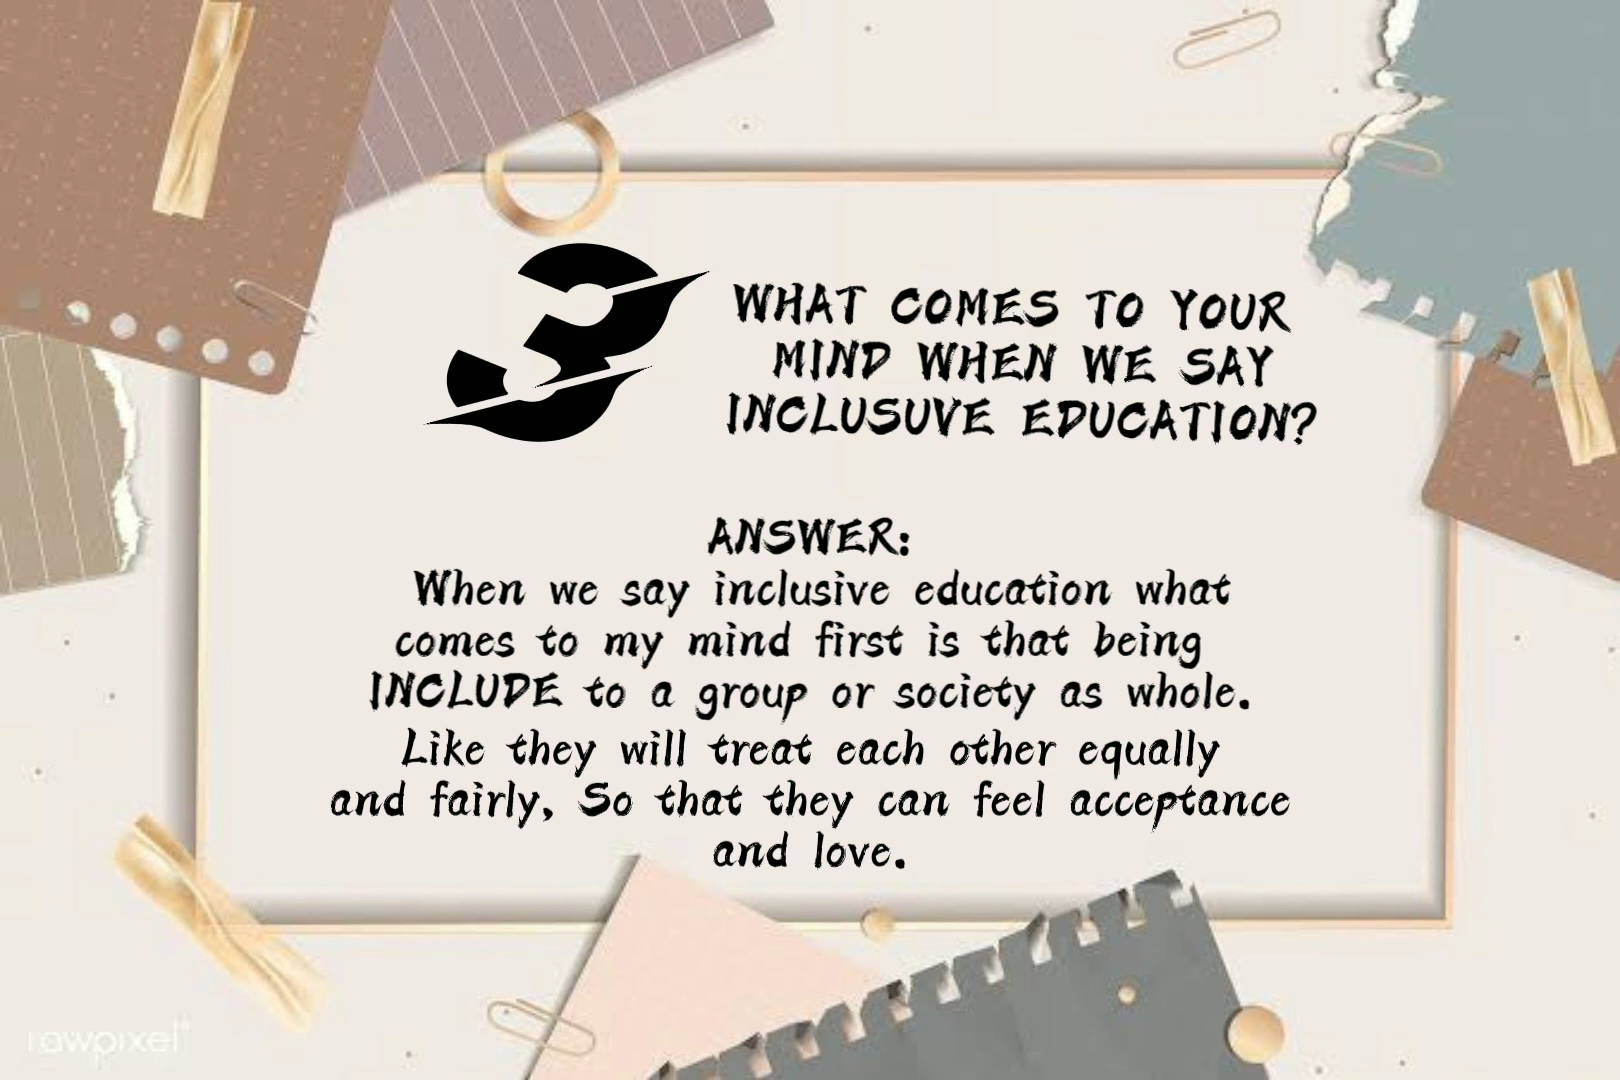 3
WHAT COMES TO YOUR
MIND WHEN WE SAY
INCLUSUVE EDUCATION?
ANSWER:
When we say inclusive education what
comes to my mind first is that being
INCLUDE to a group or society as whole.
Like they will treat each other equally
and fairly, So that they can feel acceptance
and love.
rawpixel